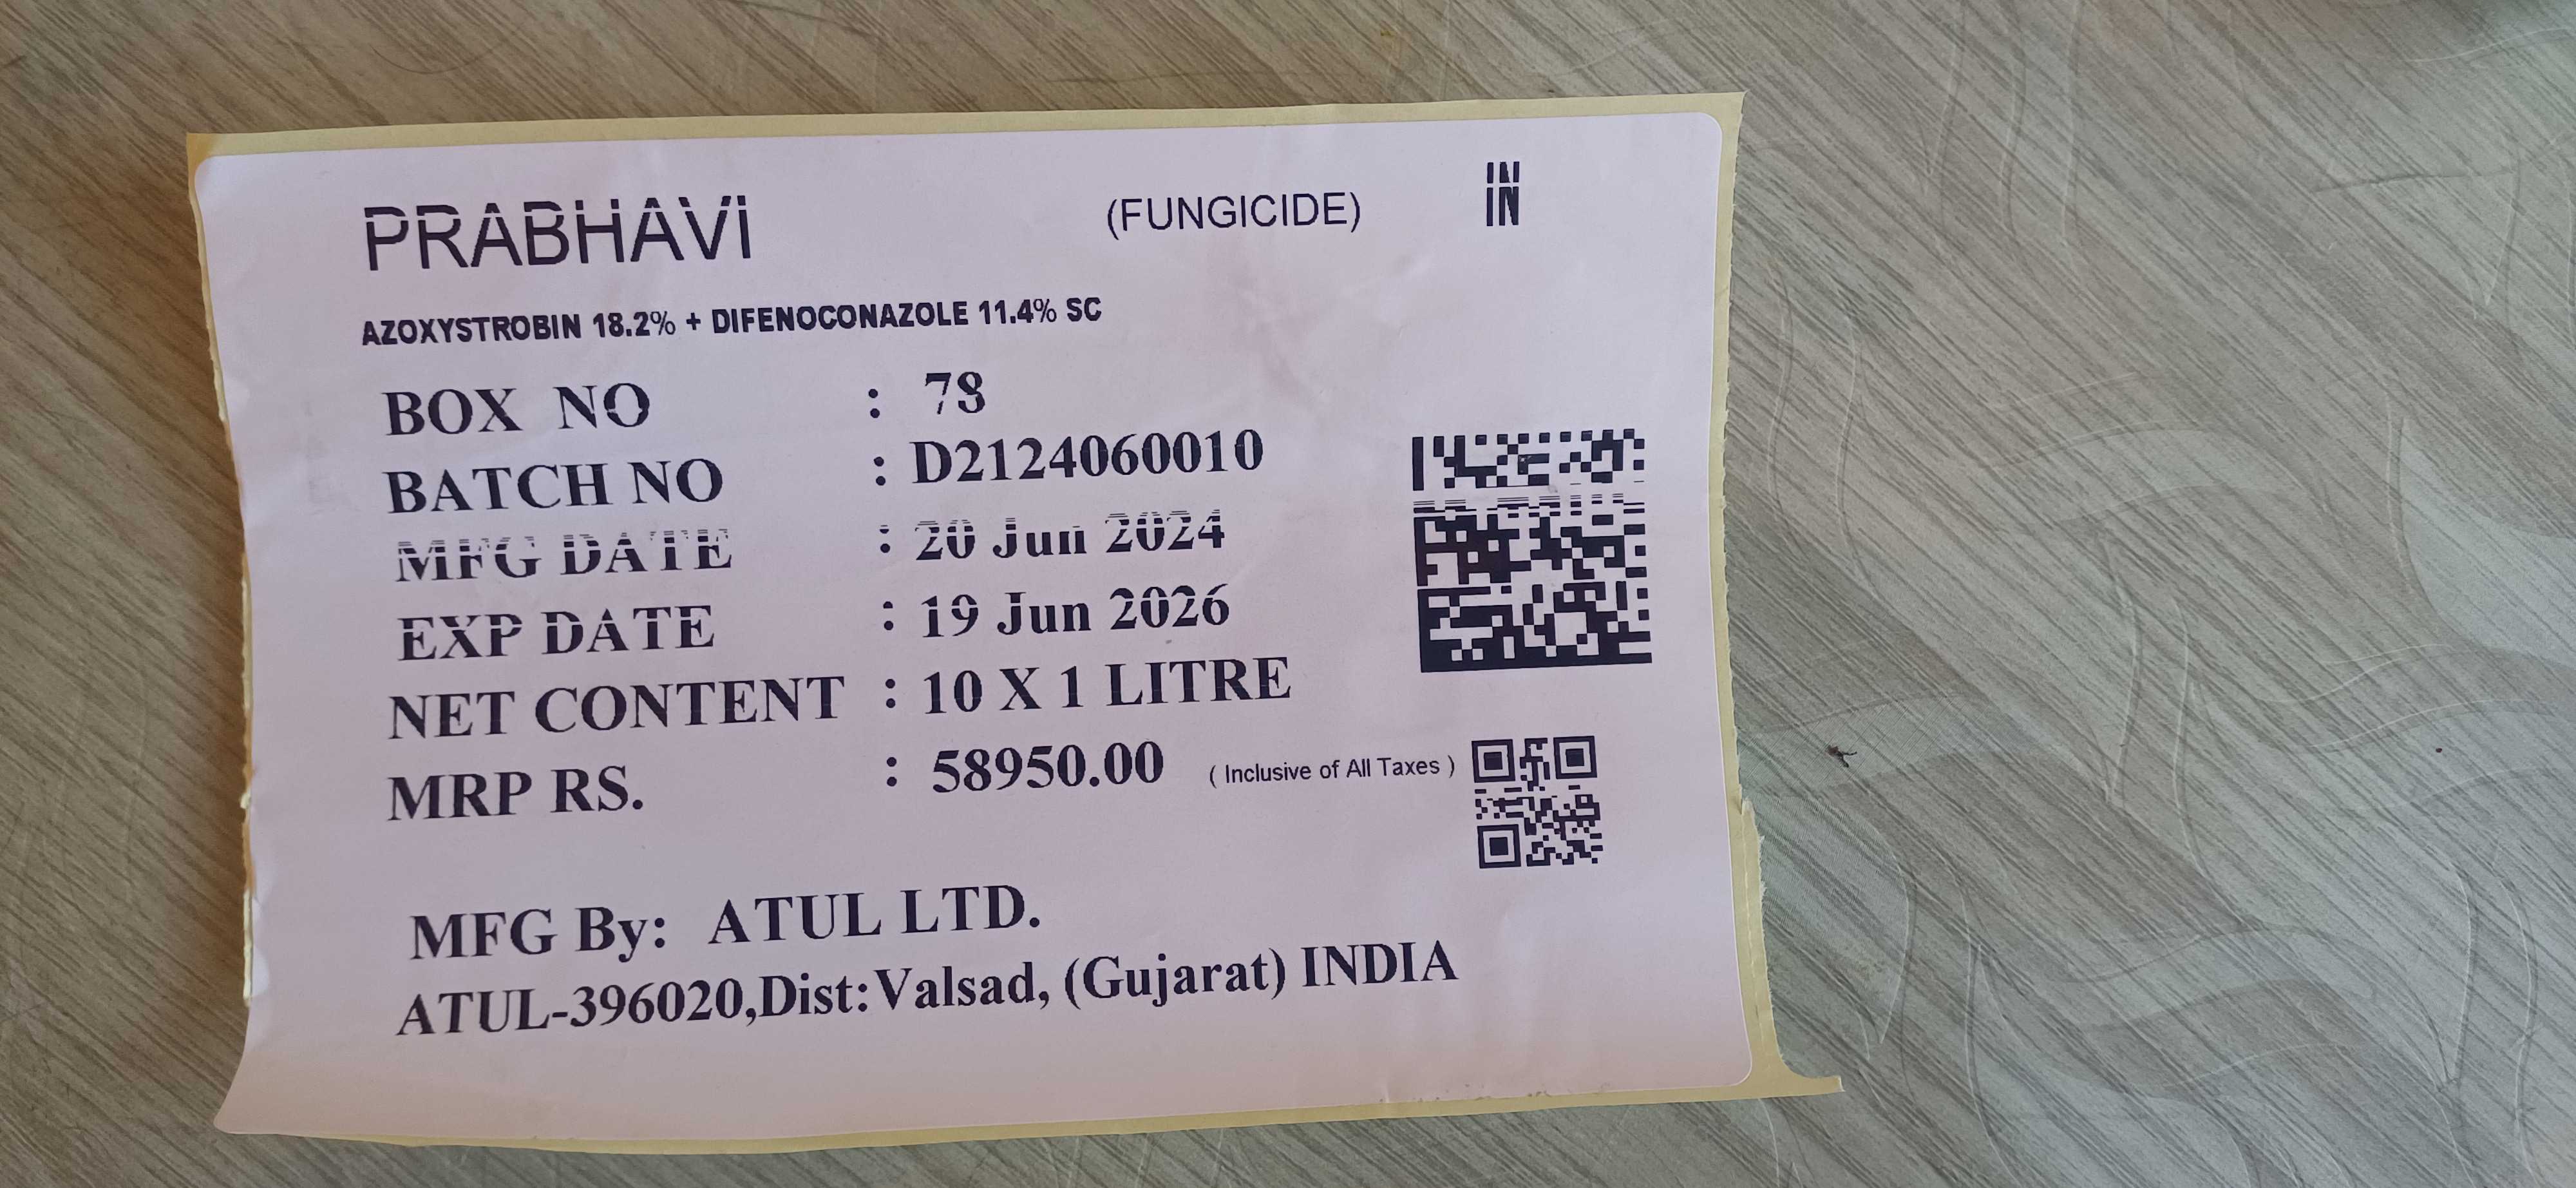 PRABHAVI (FUNGICIDE) IN
AZOXYSTROBIN 18.2% + DIFENOCONAZOLE 11.4% SC
BOX NO : 78
BATCH NO : D2124060010
MFG DATE : 20 Jun 2024
EXP DATE : 19 Jun 2026
NET CONTENT : 10 X 1 LITRE
MRP RS. : 58950.00 ( Inclusive of All Taxes )
MFG By: ATUL LTD.
ATUL-396020,Dist:Valsad, (Gujarat) INDIA